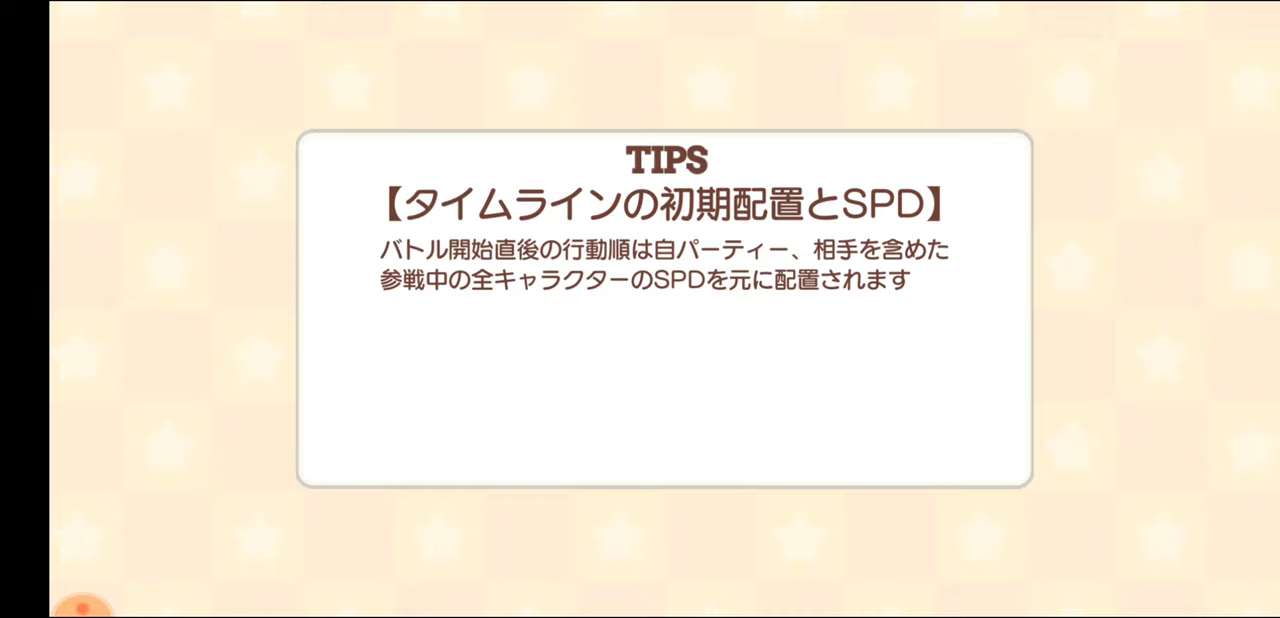 TIPS
【タイムラインの初期配置とSPD】
バトル開始直後の行動順は自パーティー、相手を含めた
参戦中の全キャラクターのSPDを元に配置されます